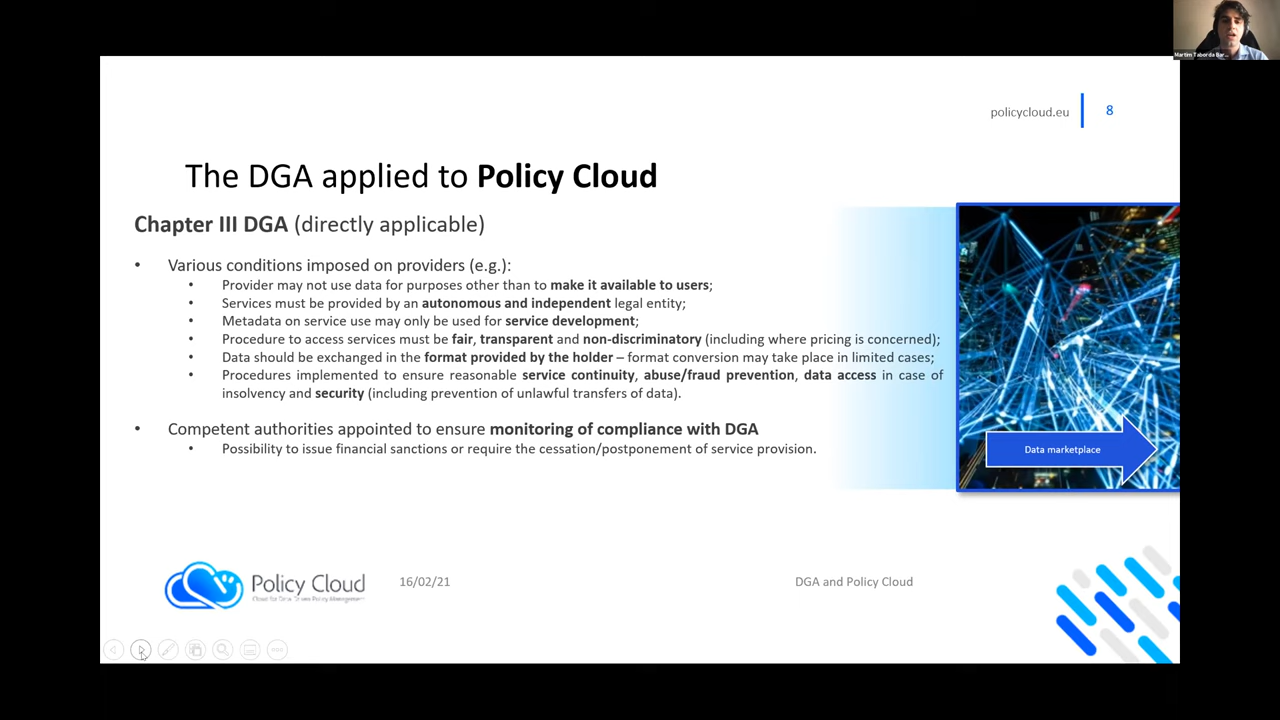 Martim Taborda Bar...
policycloud.eu
8
The DGA applied to Policy Cloud
Chapter III DGA (directly applicable)
• Various conditions imposed on providers (e.g.):
• Provider may not use data for purposes other than to make it available to users;
• Services must be provided by an autonomous and independent legal entity;
• Metadata on service use may only be used for service development;
• Procedure to access services must be fair, transparent and non-discriminatory (including where pricing is concerned);
• Data should be exchanged in the format provided by the holder – format conversion may take place in limited cases;
• Procedures implemented to ensure reasonable service continuity, abuse/fraud prevention, data access in case of
insolvency and security (including prevention of unlawful transfers of data).
• Competent authorities appointed to ensure monitoring of compliance with DGA
• Possibility to issue financial sanctions or require the cessation/postponement of service provision.
Data marketplace
Policy Cloud
16/02/21
DGA and Policy Cloud